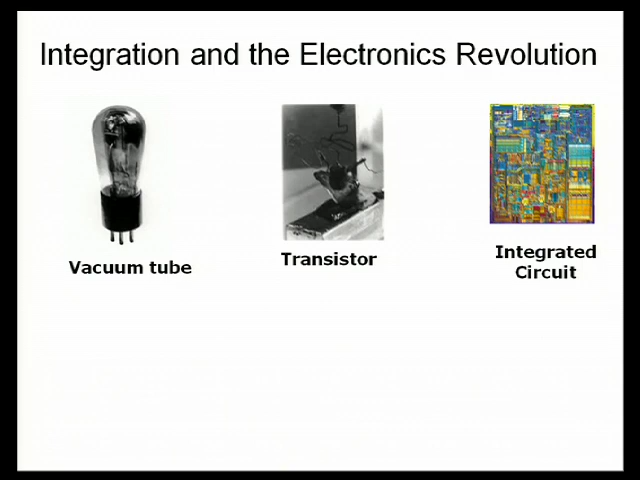 Integration and the Electronics Revolution
Vacuum tube
Transistor
Integrated
Circuit